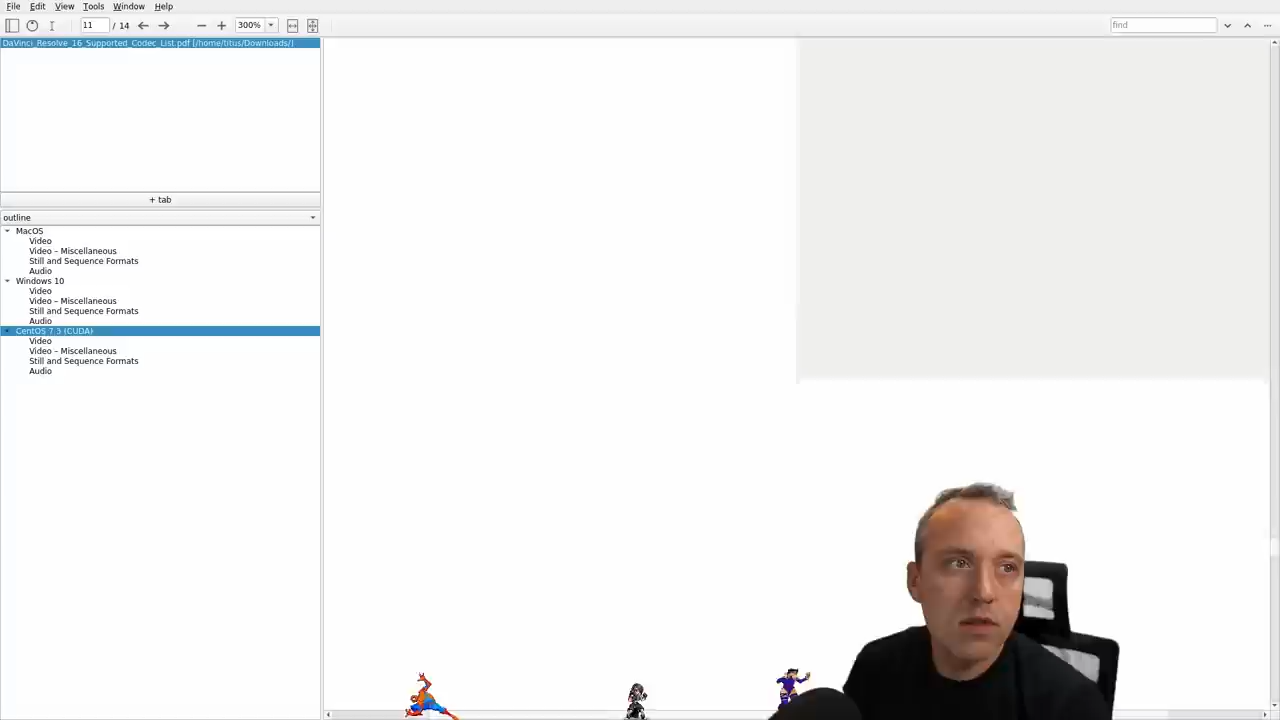 File Edit View Tools Window Help
11 / 14 300% find
DaVinci_Resolve_16_Supported_Codec_List.pdf [/home/titus/Downloads/]
+ tab
outline
MacOS
Video
Video – Miscellaneous
Still and Sequence Formats
Audio
Windows 10
Video
Video – Miscellaneous
Still and Sequence Formats
Audio
CentOS 7.3 (CUDA)
Video
Video – Miscellaneous
Still and Sequence Formats
Audio